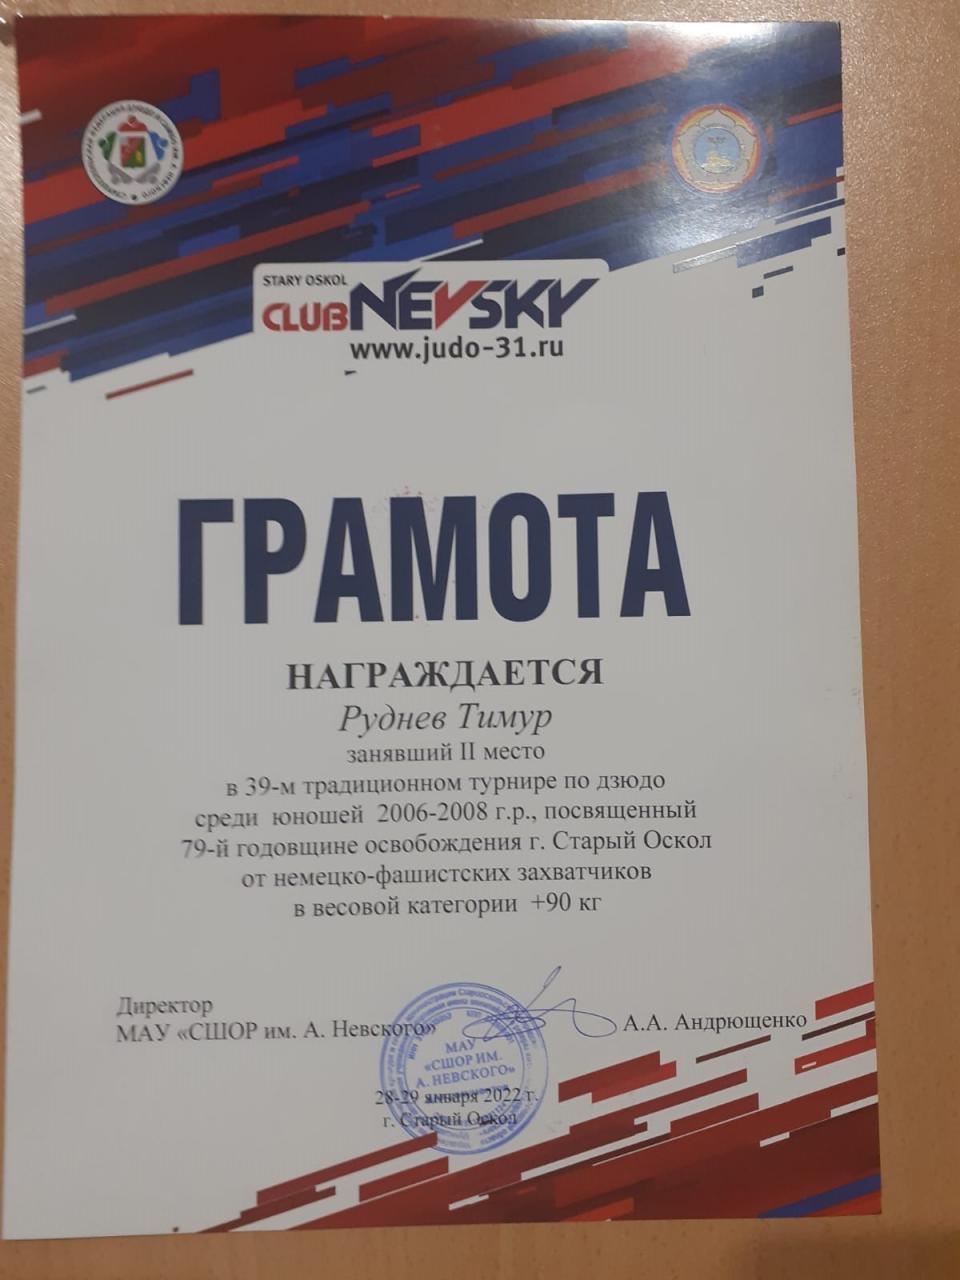 STARY OSKOL
CLUB NEVSKY
www.judo-31.ru
ГРАМОТА
НАГРАЖДАЕТСЯ
Руднев Тимур
занявший II место
в 39-м традиционном турнире по дзюдо
среди юношей 2006-2008 г.р., посвященный
79-й годовщине освобождения г. Старый Оскол
от немецко-фашистских захватчиков
в весовой категории +90 кг
Директор
МАУ «СШОР им. А. Невского»
А.А. Андрющенко
МАУ
«СШОР ИМ.
А. НЕВСКОГО»
28-29 января 2022 г.
г. Старый Оскол